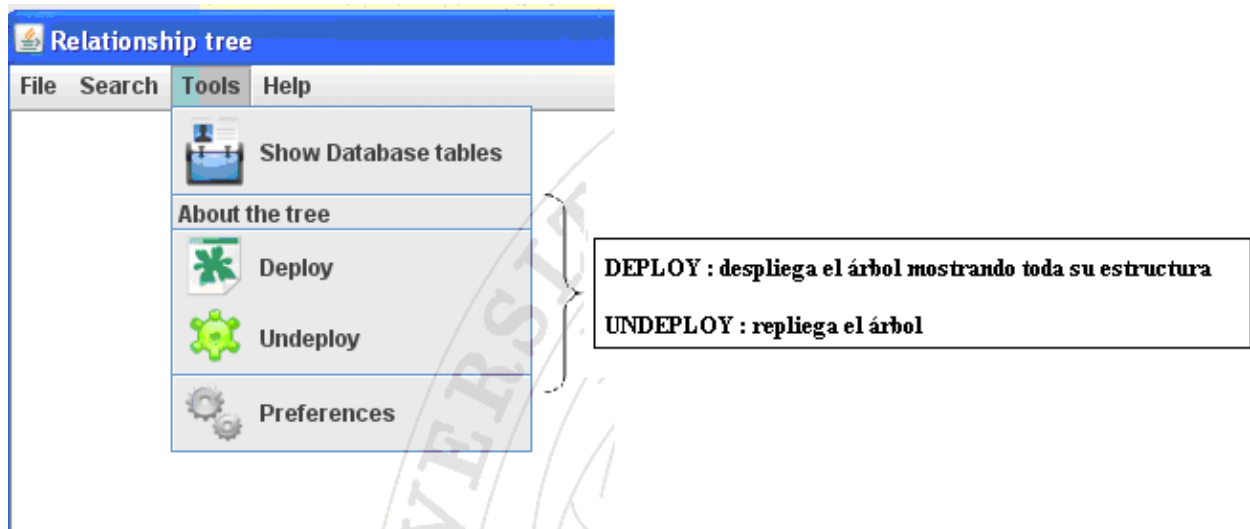 Relationship tree
File Search Tools Help
Show Database tables
About the tree
Deploy
Undeploy
Preferences
DEPLOY : despliega el árbol mostrando toda su estructura
UNDEPLOY : repliega el árbol
VERSIT